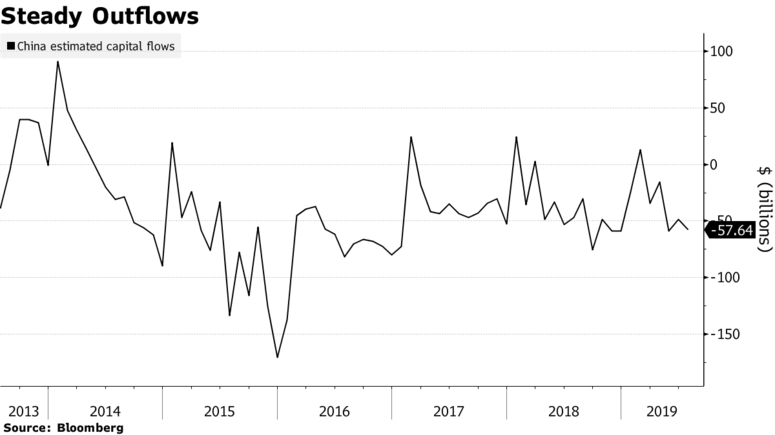 Steady Outflows
China estimated capital flows
100
50
0
-50
-57.64
-100
-150
$ (billions)
2013 2014 2015 2016 2017 2018 2019
Source: Bloomberg